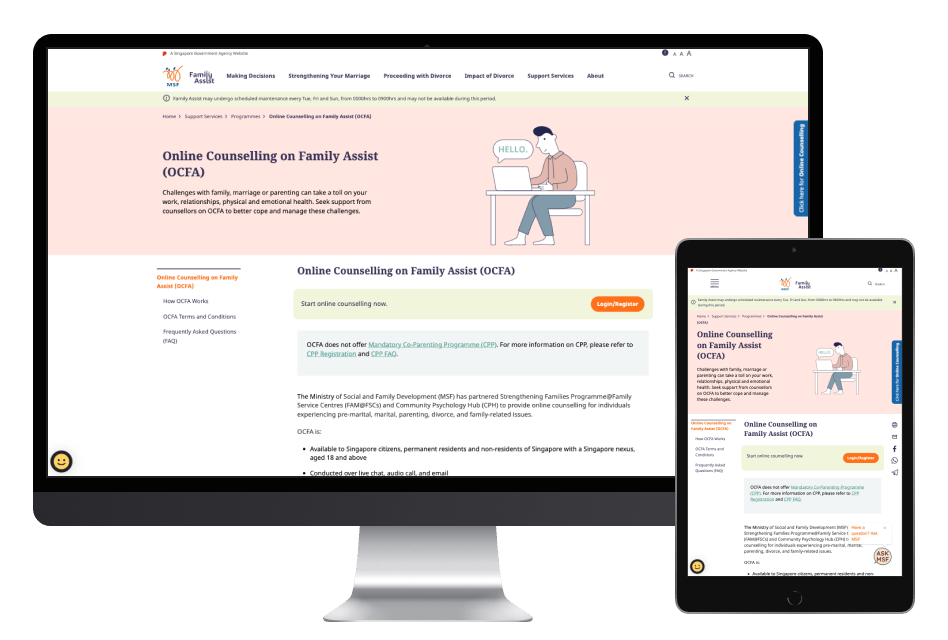 A Singapore Government Agency Website
A A A
MSF
Family Assist
Making Decisions Strengthening Your Marriage Proceeding with Divorce Impact of Divorce Support Services About
SEARCH
Family Assist may undergo scheduled maintenance every Tue, Fri and Sun, from 0000hrs to 0900hrs and may not be available during this period.
Home > Support Services > Programmes > Online Counselling on Family Assist (OCFA)
Online Counselling on Family Assist
(OCFA)
Challenges with family, marriage or parenting can take a toll on your
work, relationships, physical and emotional health. Seek support from
counsellors on OCFA to better cope and manage these challenges.
HELLO.
Click here for Online Counselling
Online Counselling on Family
Assist (OCFA)
How OCFA Works
OCFA Terms and Conditions
Frequently Asked Questions
(FAQ)
Online Counselling on Family Assist (OCFA)
Start online counselling now.
Login/Register
OCFA does not offer Mandatory Co-Parenting Programme (CPP). For more information on CPP, please refer to
CPP Registration and CPP FAQ.
The Ministry of Social and Family Development (MSF) has partnered Strengthening Families Programme@Family
Service Centres (FAM@FSCs) and Community Psychology Hub (CPH) to provide online counselling for individuals
experiencing pre-marital, marital, parenting, divorce, and family-related issues.
OCFA is:
• Available to Singapore citizens, permanent residents and non-residents of Singapore with a Singapore nexus,
aged 18 and above
• Conducted over live chat, audio call, and email
A Singapore Government Agency Website
A A A
Family
Assist
Family Assist may undergo scheduled maintenance every Tue, Fri and Sun, from 0000hrs to 0900hrs and may not be available
during this period.
Home > Support Services > Programmes > Online Counselling on Family Assist
(OCFA)
Online Counselling
on Family Assist
(OCFA)
Challenges with family, marriage or
parenting can take a toll on your work,
relationships, physical and emotional
health. Seek support from counsellors
on OCFA to better cope and manage
these challenges.
HELLO.
Click here for Online Counselling
Online Counselling on
Family Assist (OCFA)
How OCFA Works
OCFA Terms and
Conditions
Frequently Asked
Questions (FAQ)
Online Counselling on
Family Assist (OCFA)
Start online counselling now.
Login/Register
OCFA does not offer Mandatory Co-Parenting Programme
(CPP). For more information on CPP, please refer to CPP
Registration and CPP FAQ.
The Ministry of Social and Family Development (MSF)
Strengthening Families Programme@Family Service
(FAM@FSCs) and Community Psychology Hub (CPH) to
counselling for individuals experiencing pre-marital, marital,
parenting, divorce, and family-related issues.
Have a
question? Ask
MSF
ASK
MSF
OCFA is:
• Available to Singapore citizens, permanent residents and non-